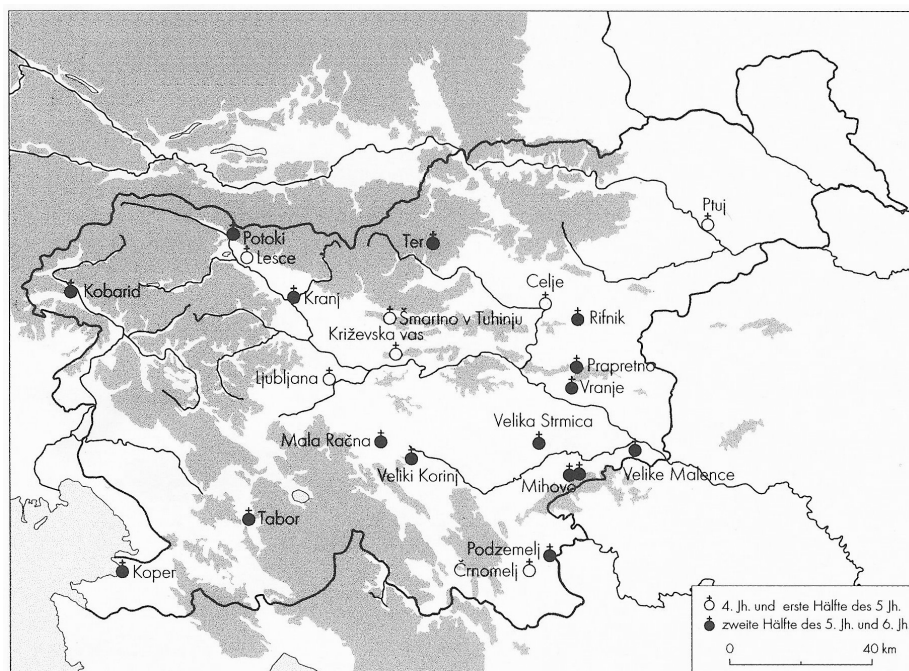 Ptuj
Potoki
Ter
Lesce
Kobarid
Kranj
Celje
Šmartno v Tuhinju
Rifnik
Križevska vas
Ljubljana
Prapretno
Vranje
Mala Račna
Velika Strmica
Veliki Korinj
Mihovo
Velike Malence
Tabor
Podzemelj
Črnomelj
Koper
4. Jh. und erste Hälfte des 5 Jh.
zweite Hälfte des 5. Jh. und 6. Jh.
0 40 km